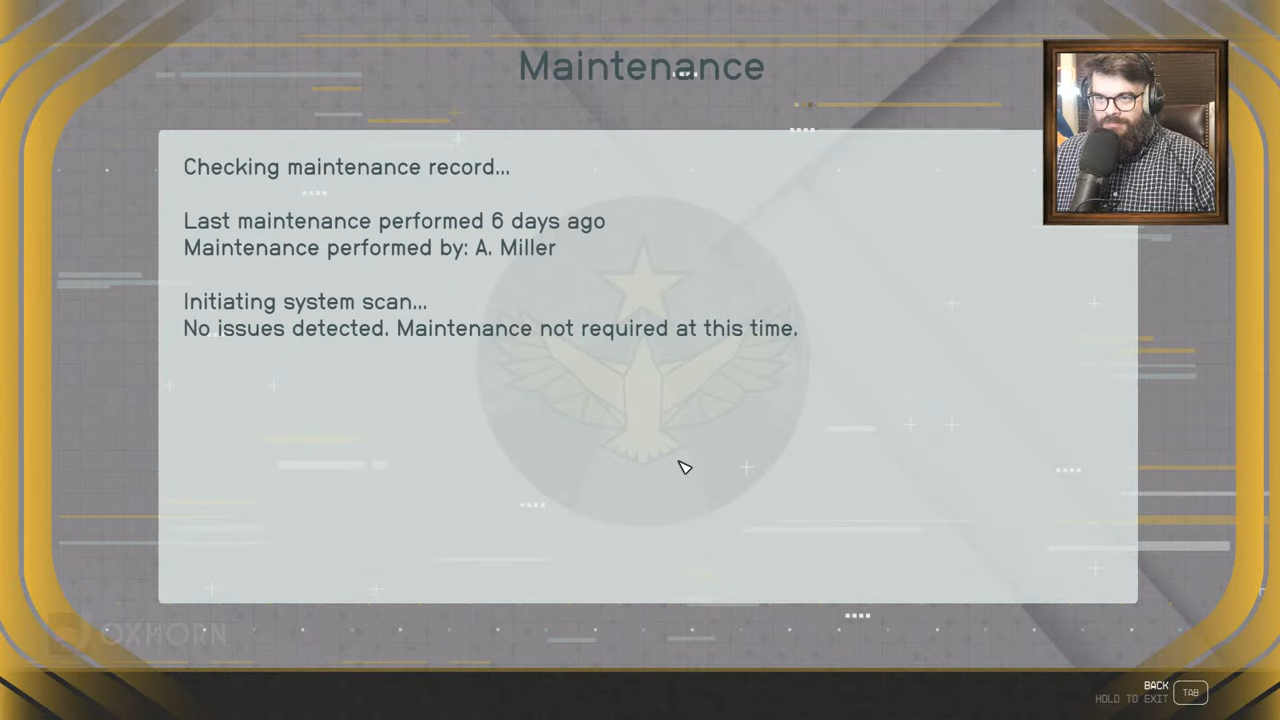 Maintenance
Checking maintenance record...
Last maintenance performed 6 days ago
Maintenance performed by: A. Miller
Initiating system scan...
No issues detected. Maintenance not required at this time.
OXHORN
BACK
HOLD TO EXIT
TAB